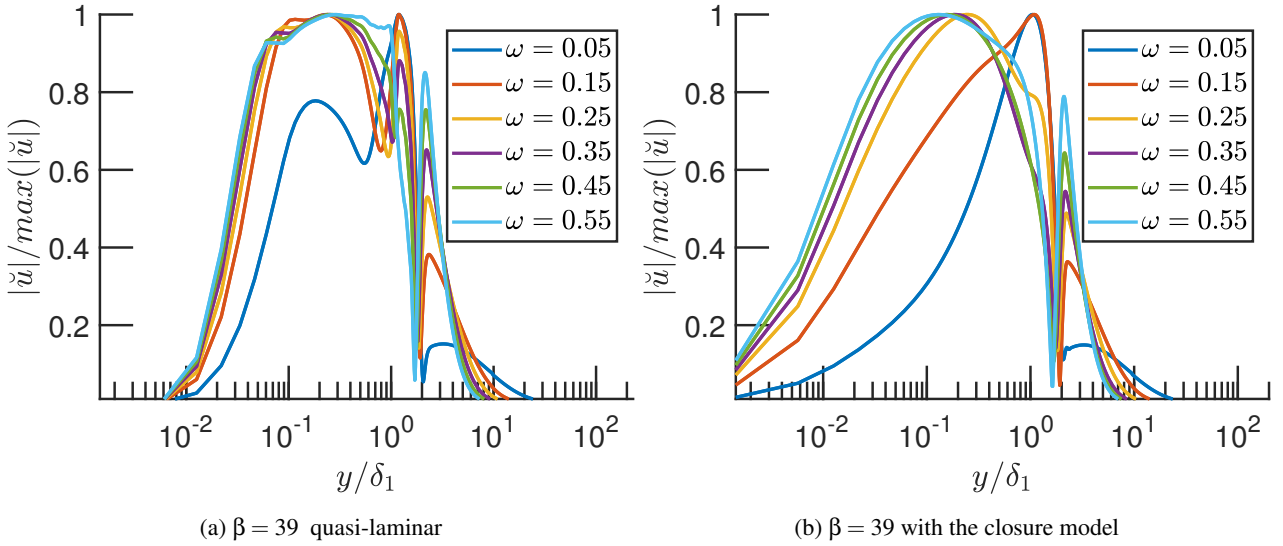 1
0.8
0.6
0.4
0.2
|ŭ|/max(|ŭ|)
10^-2
10^-1
10^0
10^1
10^2
y/δ_1
ω = 0.05
ω = 0.15
ω = 0.25
ω = 0.35
ω = 0.45
ω = 0.55
(a) β = 39 quasi-laminar
1
0.8
0.6
0.4
0.2
|ŭ|/max(|ŭ|)
10^-2
10^-1
10^0
10^1
10^2
y/δ_1
ω = 0.05
ω = 0.15
ω = 0.25
ω = 0.35
ω = 0.45
ω = 0.55
(b) β = 39 with the closure model